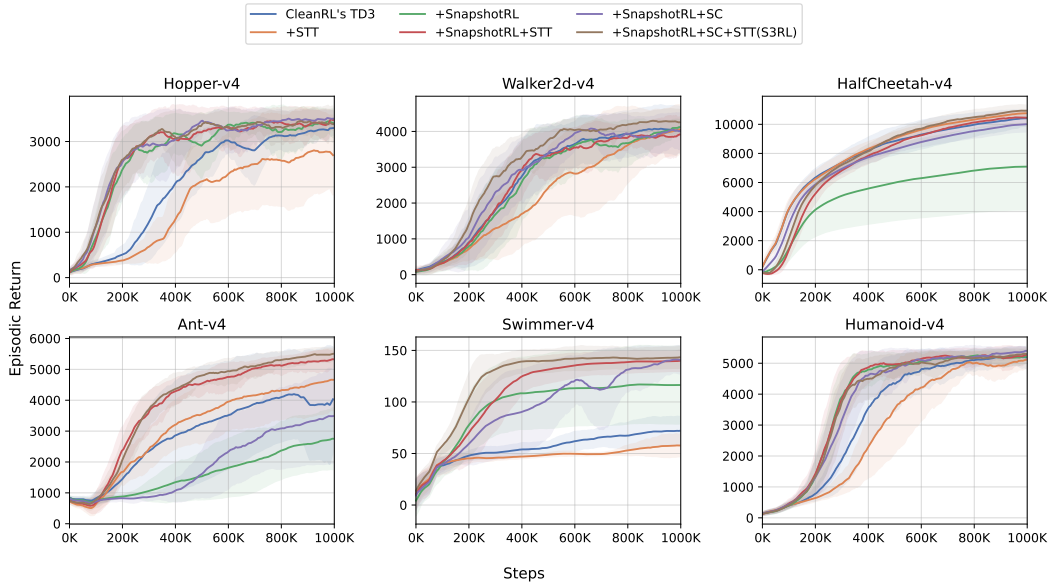 CleanRL's TD3 +SnapshotRL +SnapshotRL+SC
+STT +SnapshotRL+STT +SnapshotRL+SC+STT(S3RL)
Hopper-v4 Walker2d-v4 HalfCheetah-v4
3000
2000
1000
0
0K 200K 400K 600K 800K 1000K
4000
3000
2000
1000
0
0K 200K 400K 600K 800K 1000K
10000
8000
6000
4000
2000
0
0K 200K 400K 600K 800K 1000K
Episodic Return
Ant-v4 Swimmer-v4 Humanoid-v4
6000
5000
4000
3000
2000
1000
0
0K 200K 400K 600K 800K 1000K
150
100
50
0
0K 200K 400K 600K 800K 1000K
5000
4000
3000
2000
1000
0
0K 200K 400K 600K 800K 1000K
Steps